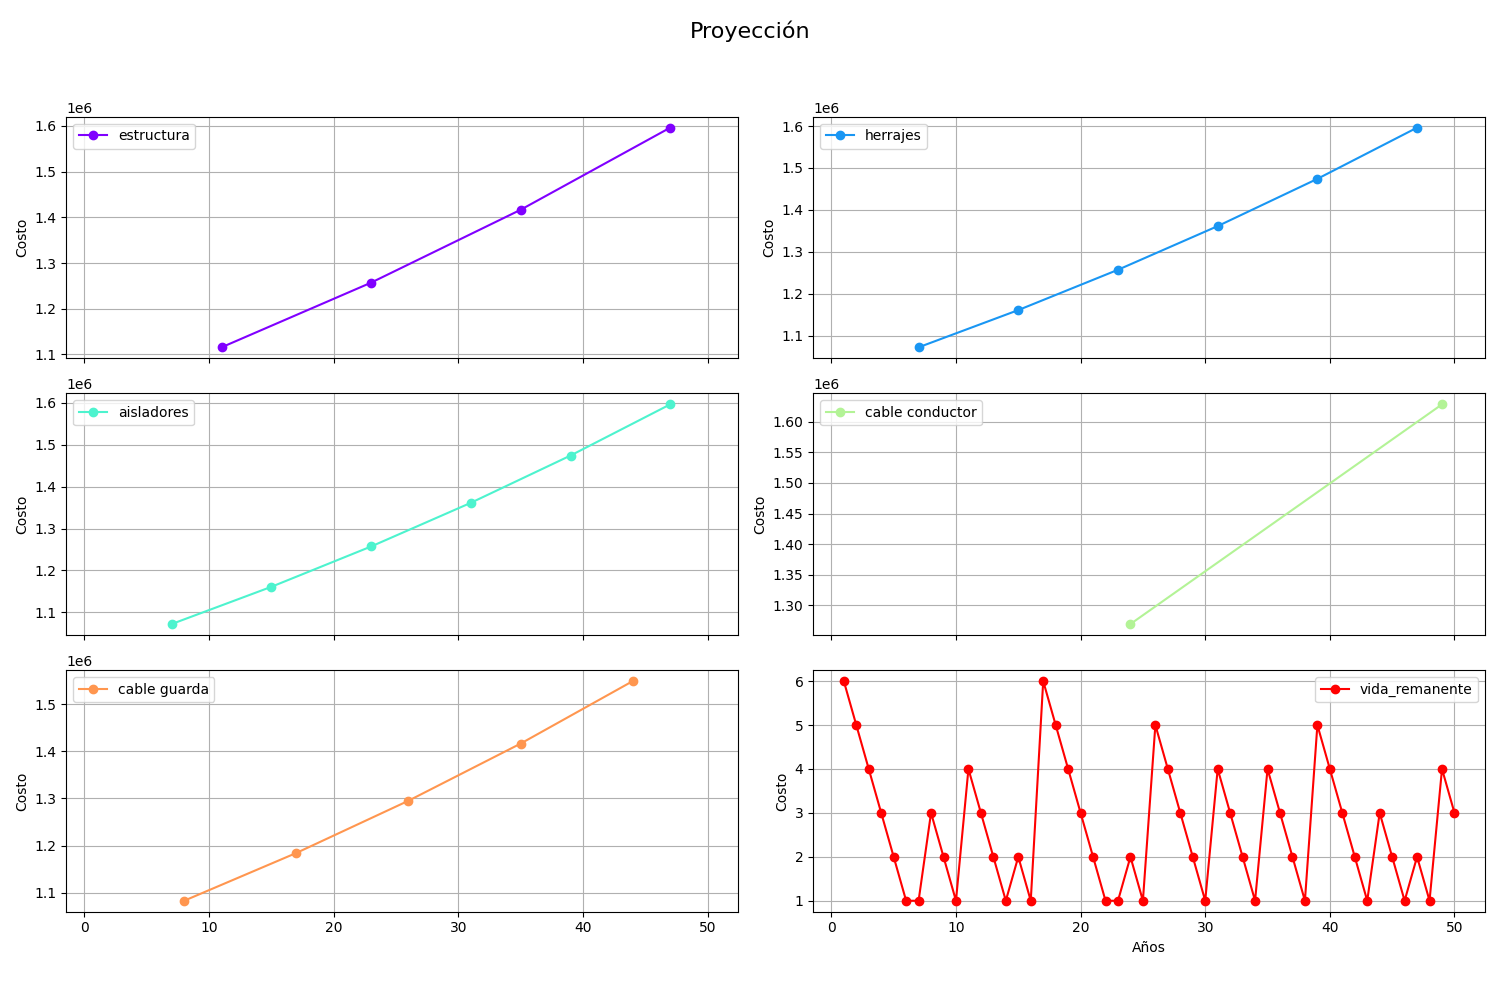 Proyección
1e6
estructura
Costo
1.6
1.5
1.4
1.3
1.2
1.1
1e6
herrajes
Costo
1.6
1.5
1.4
1.3
1.2
1.1
1e6
aisladores
Costo
1.6
1.5
1.4
1.3
1.2
1.1
1e6
cable conductor
Costo
1.60
1.55
1.50
1.45
1.40
1.35
1.30
1e6
cable guarda
Costo
1.5
1.4
1.3
1.2
1.1
0 10 20 30 40 50
vida_remanente
Costo
6
5
4
3
2
1
0 10 20 30 40 50
Años